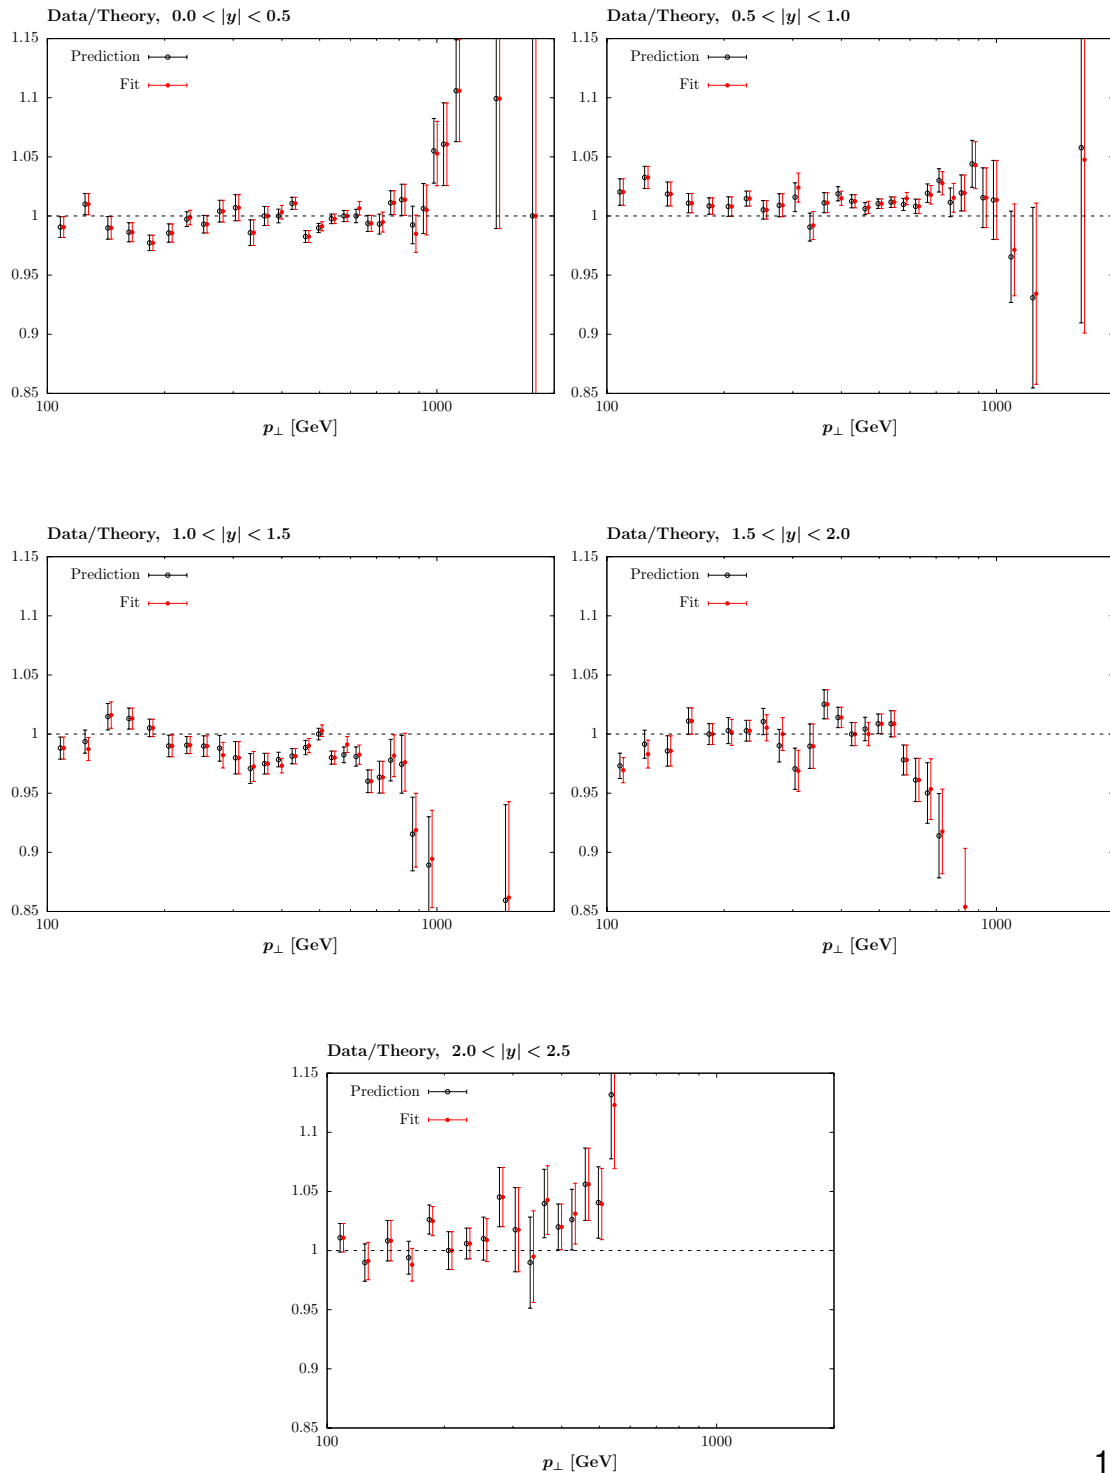 Data/Theory, 0.0 < |y| < 0.5
1.15
Prediction
Fit
1.1
1.05
1
0.95
0.9
0.85
100
1000
p⊥ [GeV]
Data/Theory, 0.5 < |y| < 1.0
1.15
Prediction
Fit
1.1
1.05
1
0.95
0.9
0.85
100
1000
p⊥ [GeV]
Data/Theory, 1.0 < |y| < 1.5
1.15
Prediction
Fit
1.1
1.05
1
0.95
0.9
0.85
100
1000
p⊥ [GeV]
Data/Theory, 1.5 < |y| < 2.0
1.15
Prediction
Fit
1.1
1.05
1
0.95
0.9
0.85
100
1000
p⊥ [GeV]
Data/Theory, 2.0 < |y| < 2.5
1.15
Prediction
Fit
1.1
1.05
1
0.95
0.9
0.85
100
1000
p⊥ [GeV]
1